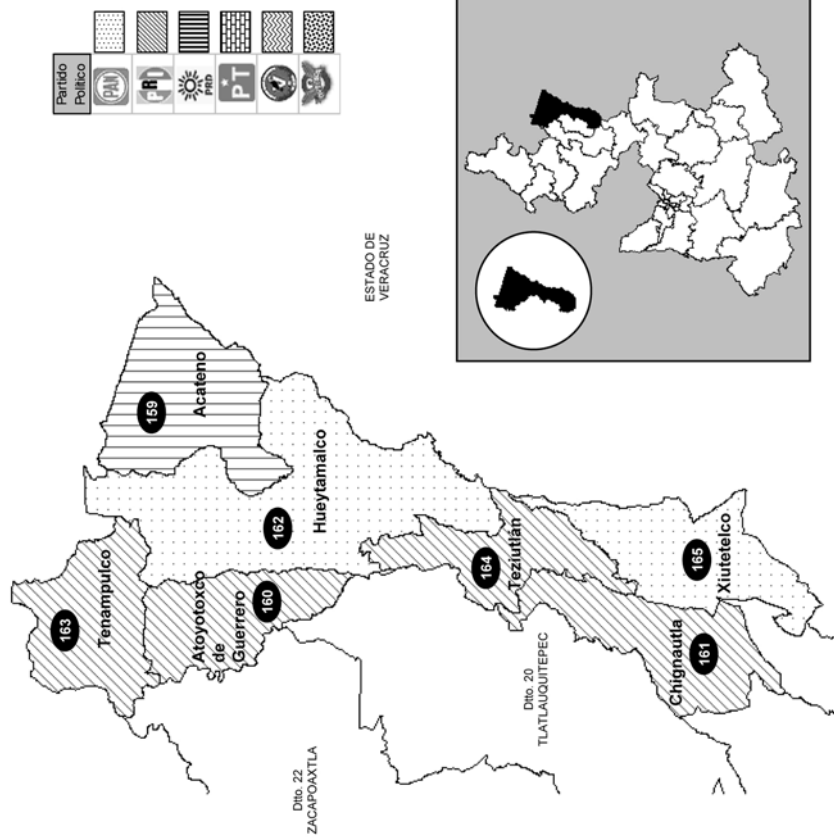 Partido
Político
PAN
PRD
PRD
PT
ESTADO DE
VERACRUZ
159
Acateno
162
Hueytamalco
163
Tenampulco
Atoyotoxco
de
Guerrero
160
164
Teziutlán
165
Xiutetelco
Chignautla
161
Dtto. 20
TLATLAUQUITEPEC
Dtto. 22
ZACAPOAXTLA